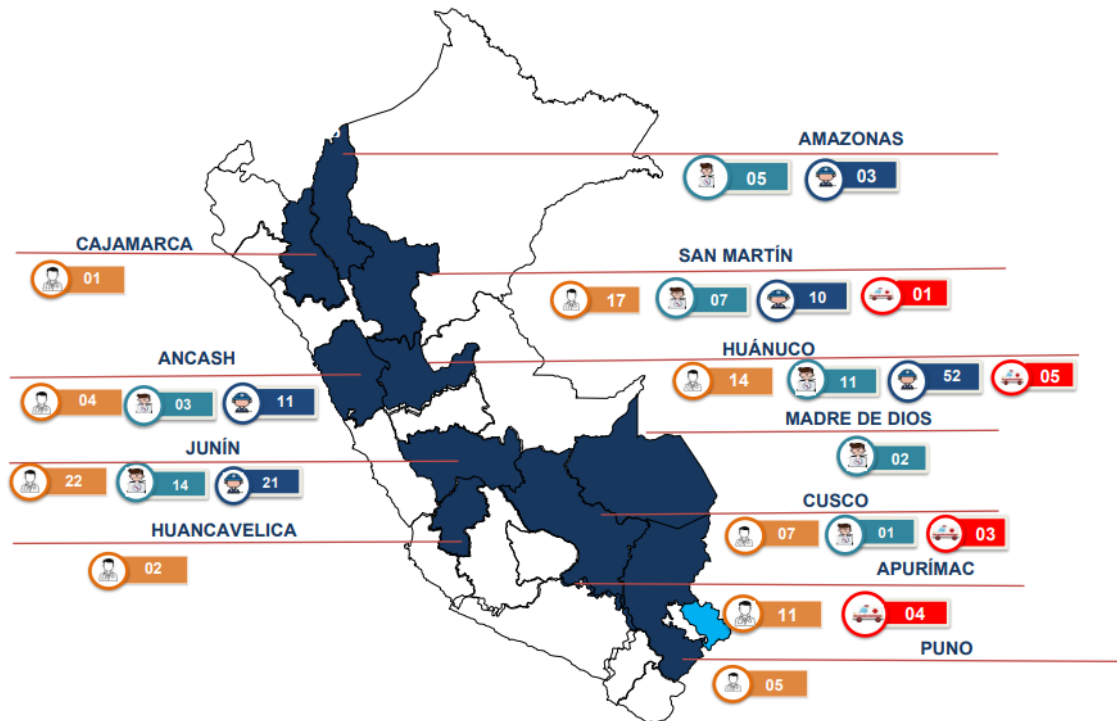 AMAZONAS
05 03
CAJAMARCA
01
SAN MARTÍN
17 07 10 01
ANCASH
04 03 11
HUÁNUCO
14 11 52 05
MADRE DE DIOS
02
JUNÍN
22 14 21
CUSCO
07 01 03
HUANCAVELICA
02
APURÍMAC
11 04
PUNO
05